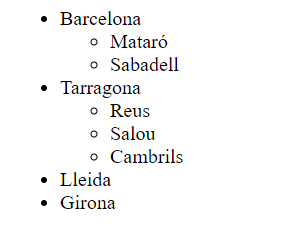 Barcelona
Mataró
Sabadell
Tarragona
Reus
Salou
Cambrils
Lleida
Girona